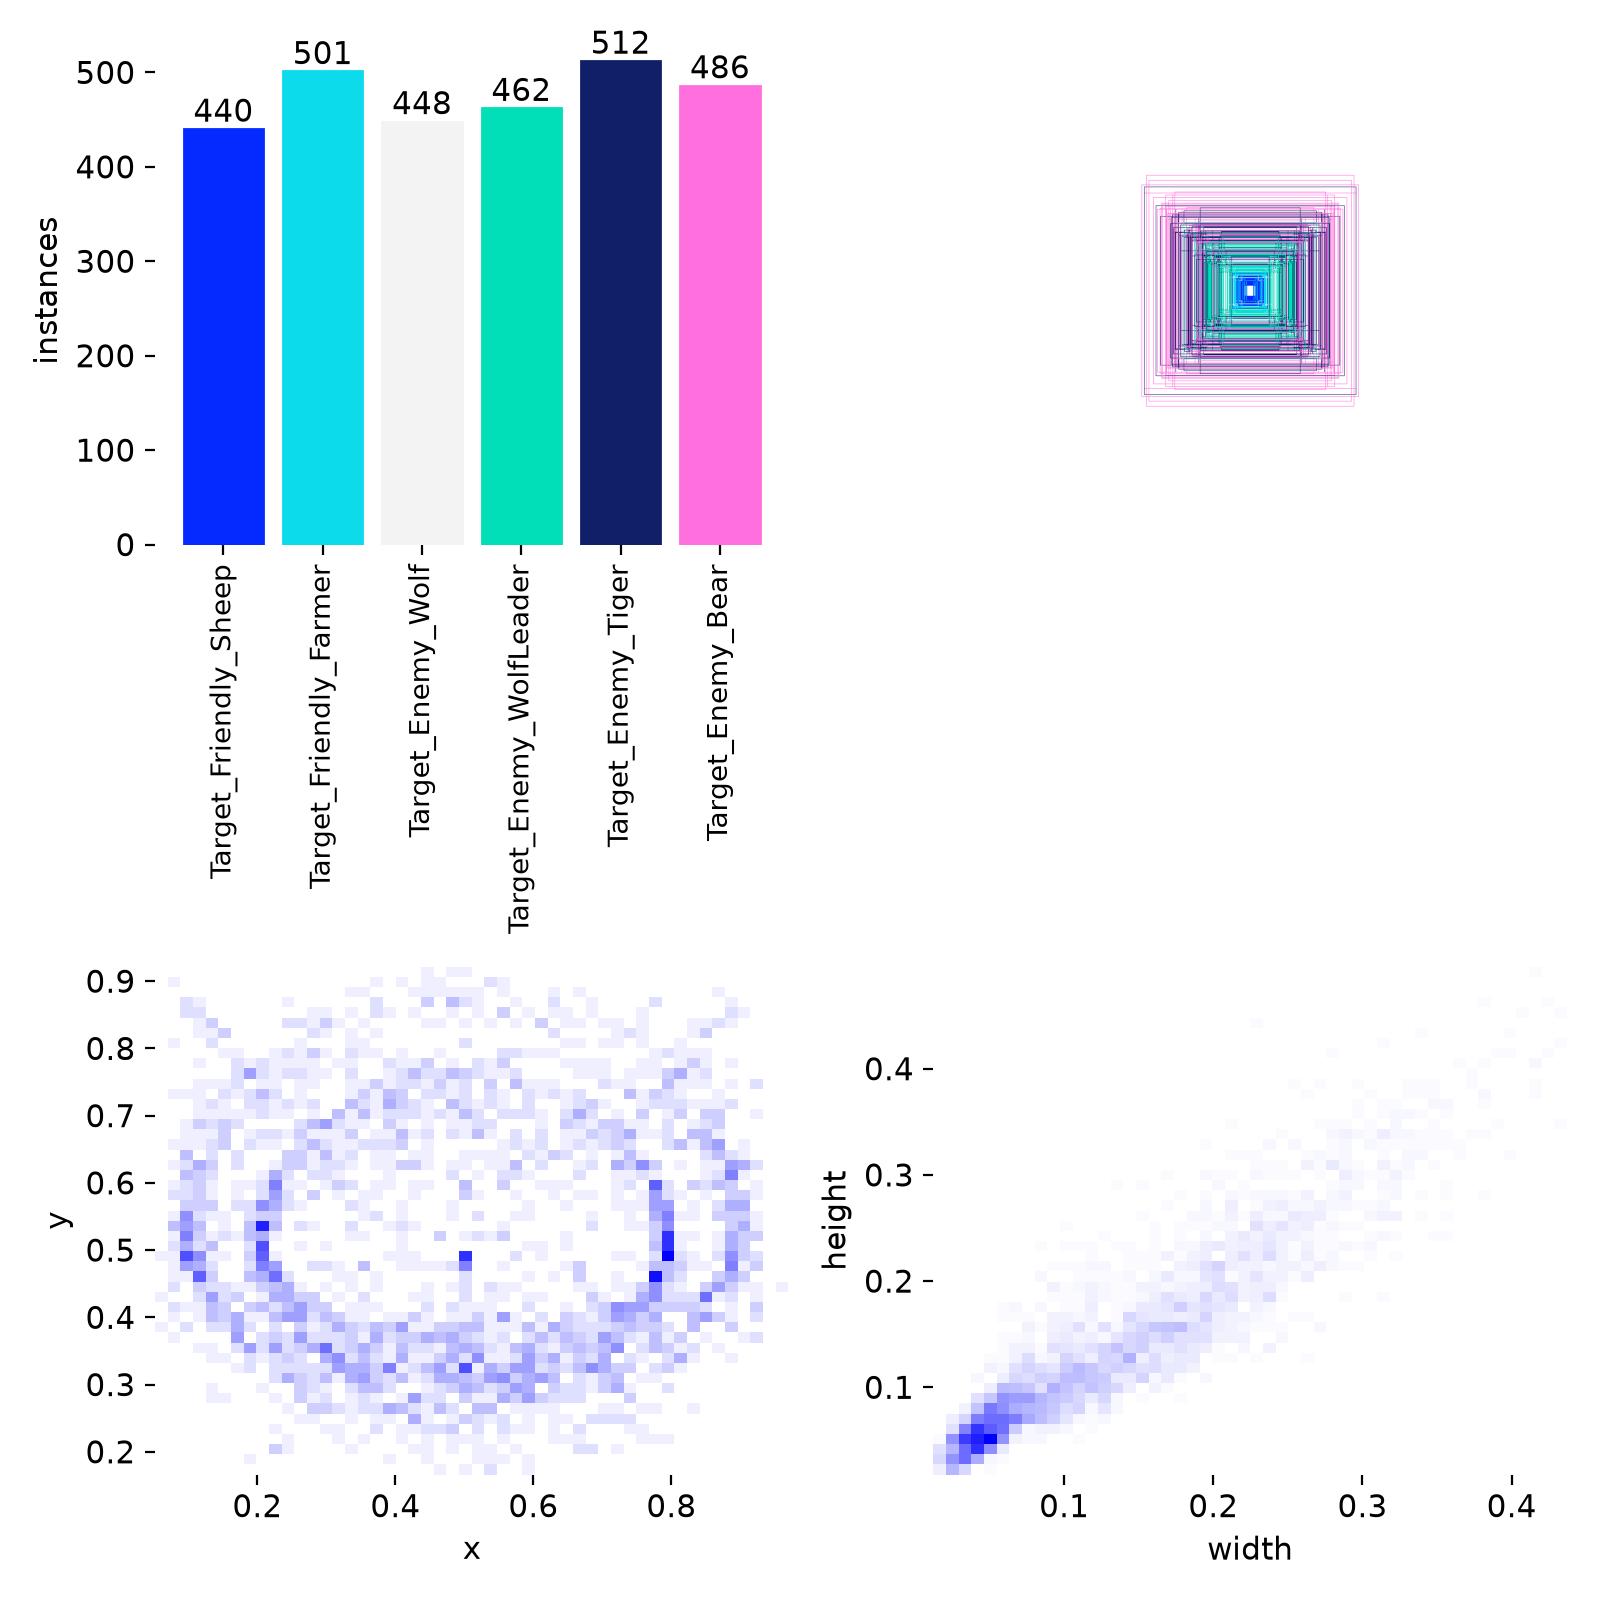 512
501
486
462
448
440
500
400
300
200
100
0
instances
Target_Friendly_Sheep
Target_Friendly_Farmer
Target_Enemy_Wolf
Target_Enemy_WolfLeader
Target_Enemy_Tiger
Target_Enemy_Bear
0.9
0.8
0.7
0.6
0.5
0.4
0.3
0.2
y
0.2 0.4 0.6 0.8
x
0.4
0.3
0.2
0.1
height
0.1 0.2 0.3 0.4
width